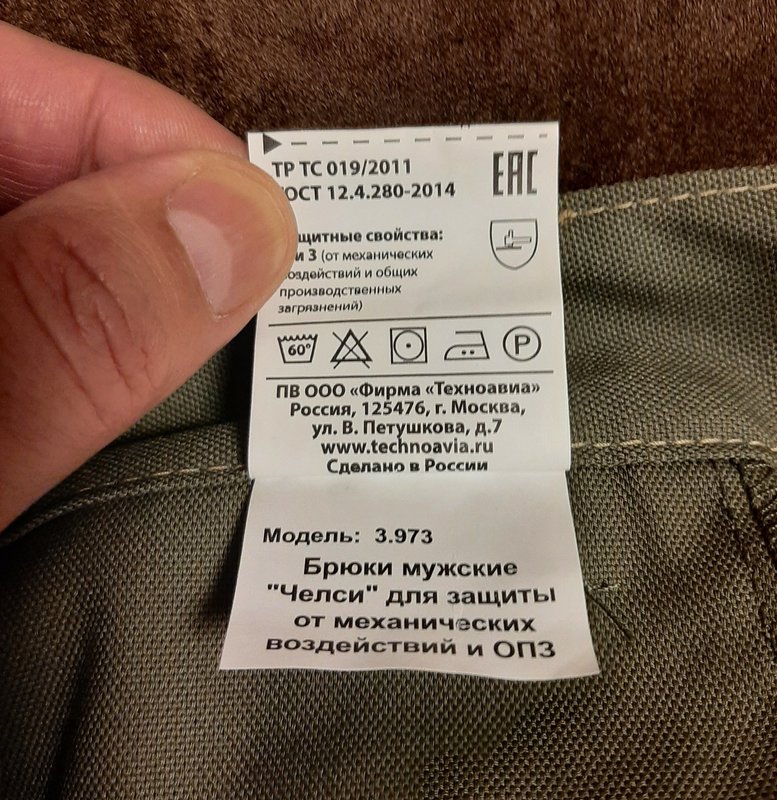 ТР ТС 019/2011
ЕАС
ГОСТ 12.4.280-2014
щитные свойства:
и З (от механических
воздействий и общих
производственных
загрязнений)
60°
P
ПВ ООО «Фирма «Техноавиа»
Россия, 125476, г. Москва,
ул. В. Петушкова, д.7
www.technoavia.ru
Сделано в России
Модель: 3.973
Брюки мужские
"Челси" для защиты
от механических
воздействий и ОПЗ